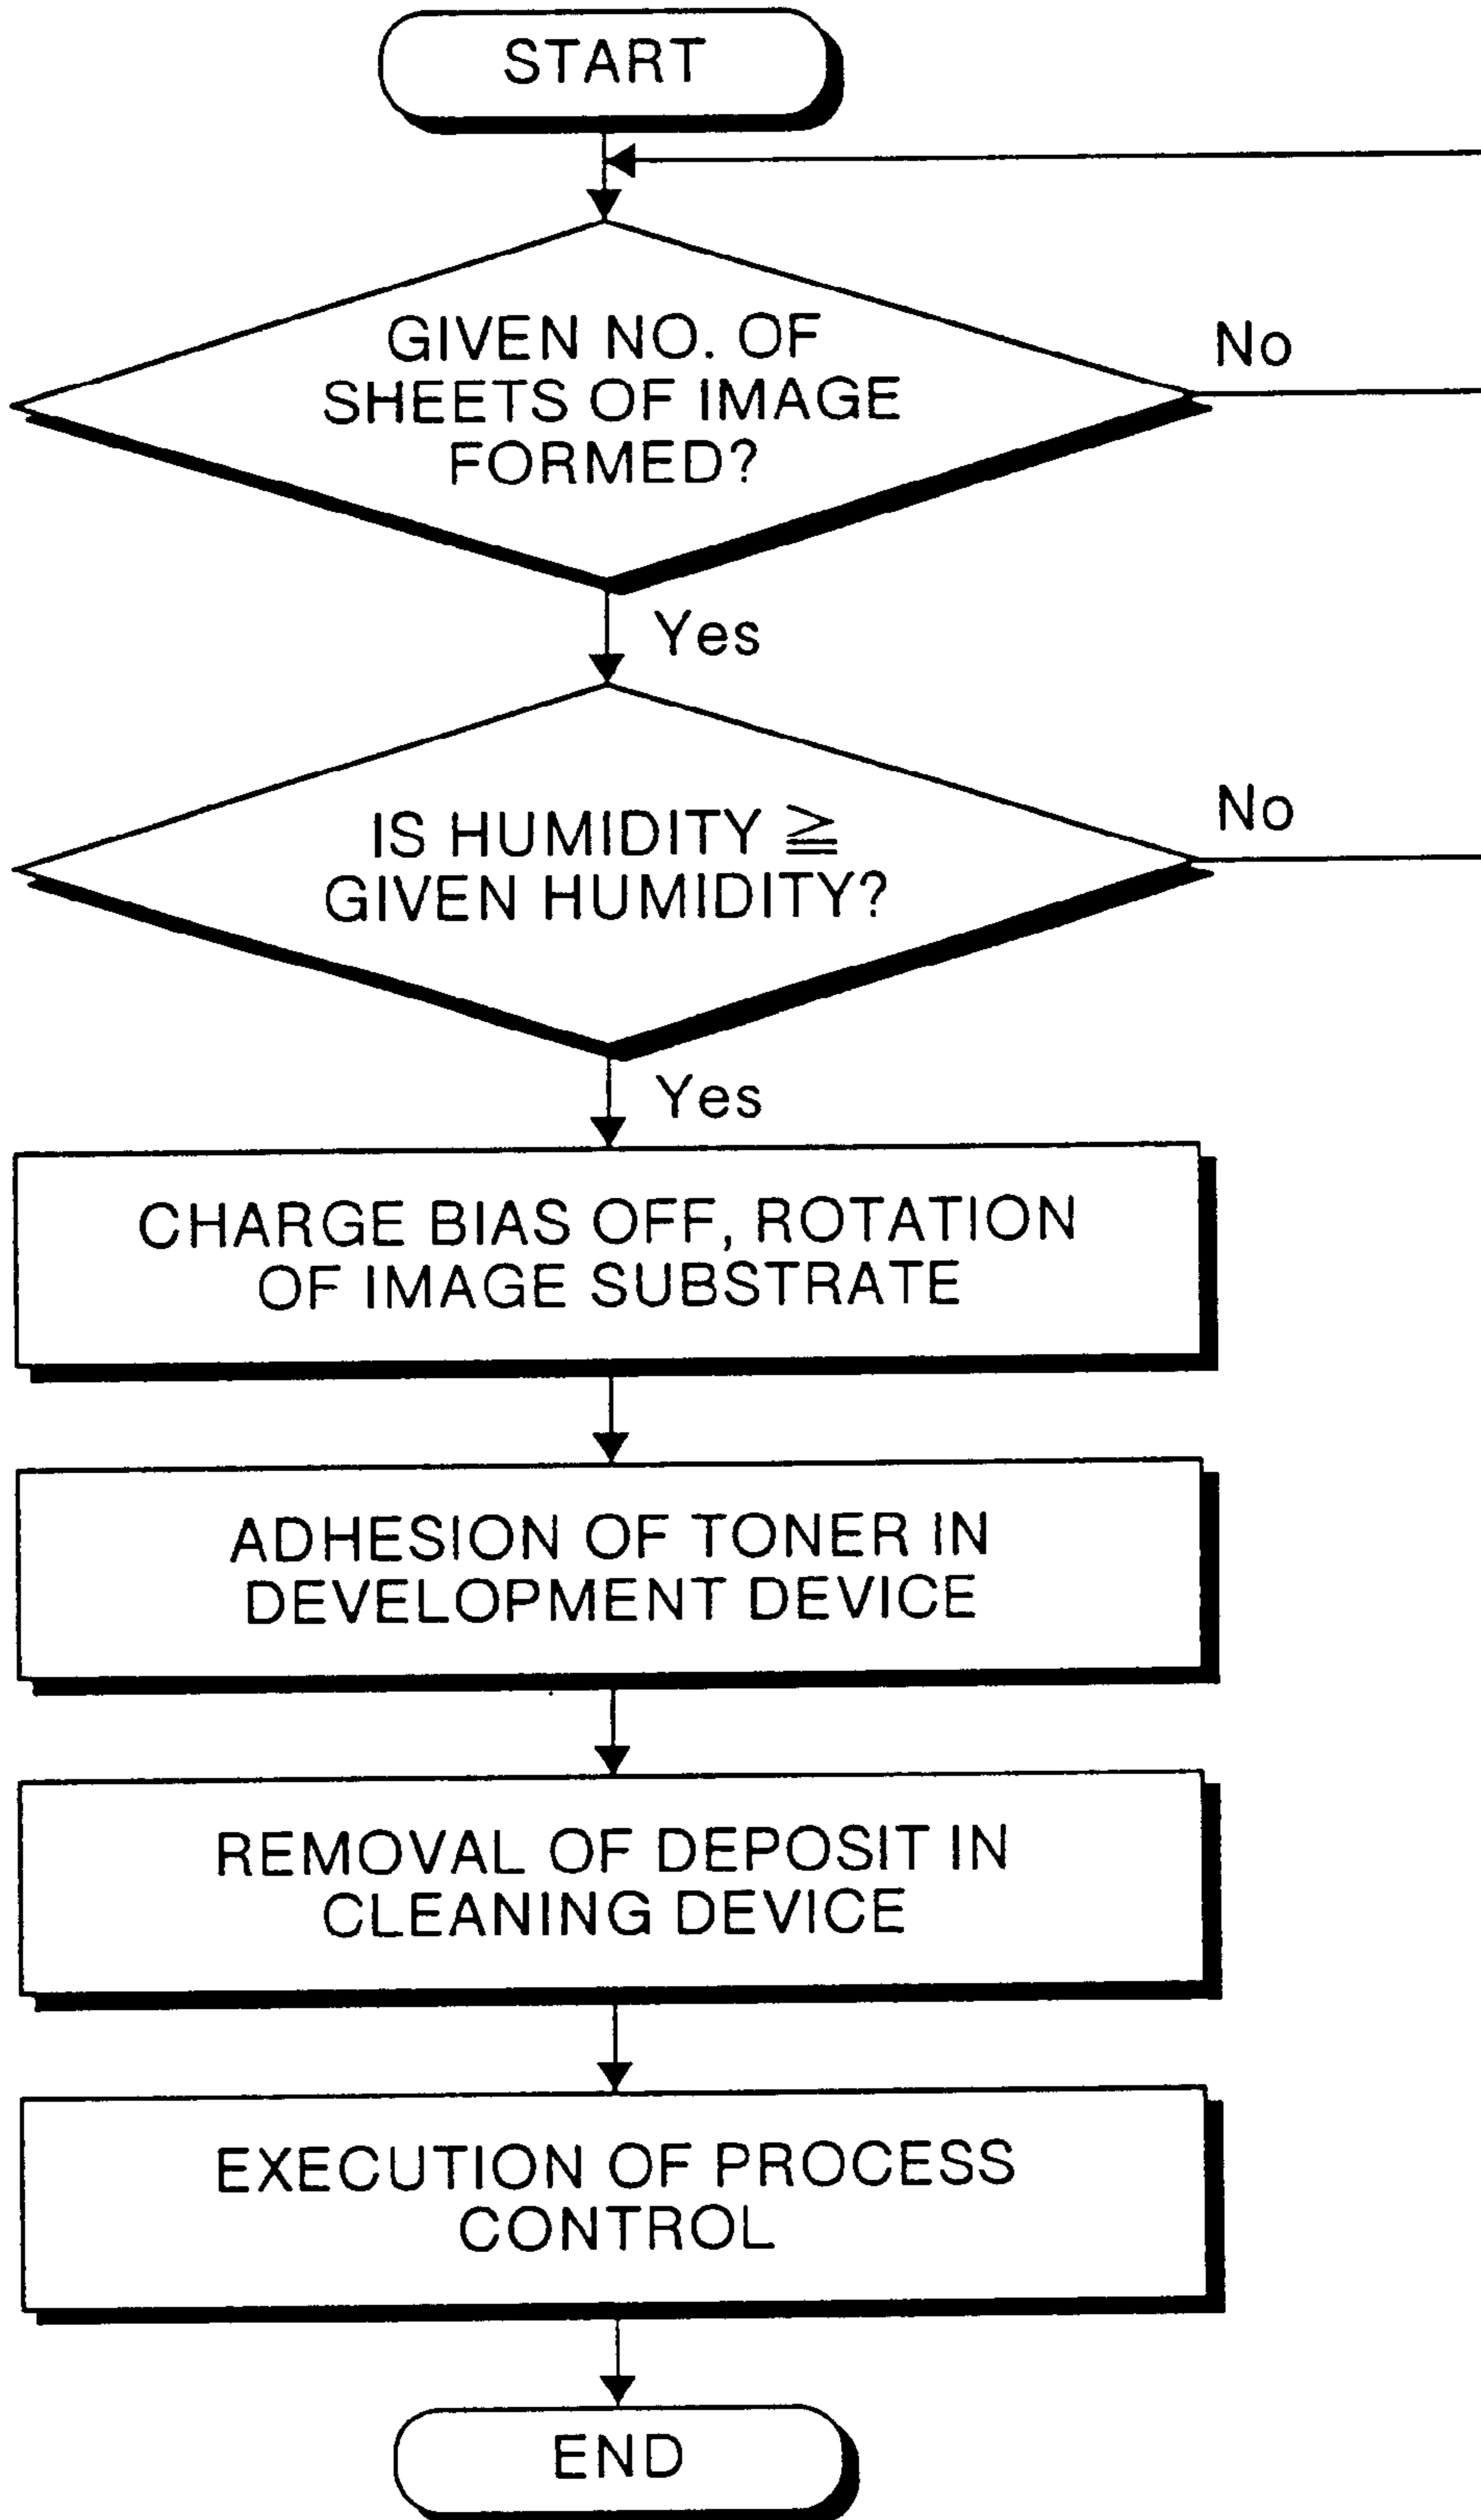 START
GIVEN NO. OF
SHEETS OF IMAGE
FORMED?
No
Yes
IS HUMIDITY ≧
GIVEN HUMIDITY?
No
Yes
CHARGE BIAS OFF, ROTATION
OF IMAGE SUBSTRATE
ADHESION OF TONER IN
DEVELOPMENT DEVICE
REMOVAL OF DEPOSIT IN
CLEANING DEVICE
EXECUTION OF PROCESS
CONTROL
END